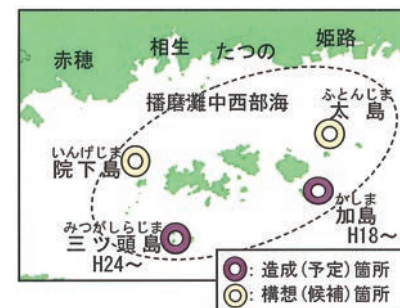 赤穂
相生
たつの
姫路
播磨灘中西部海
ふとんじま
太島
いんげじま
院下島
がしま
加島
H18～
みつがしらじま
三ツ頭島
H24～
：造成(予定)箇所
：構想(候補)箇所